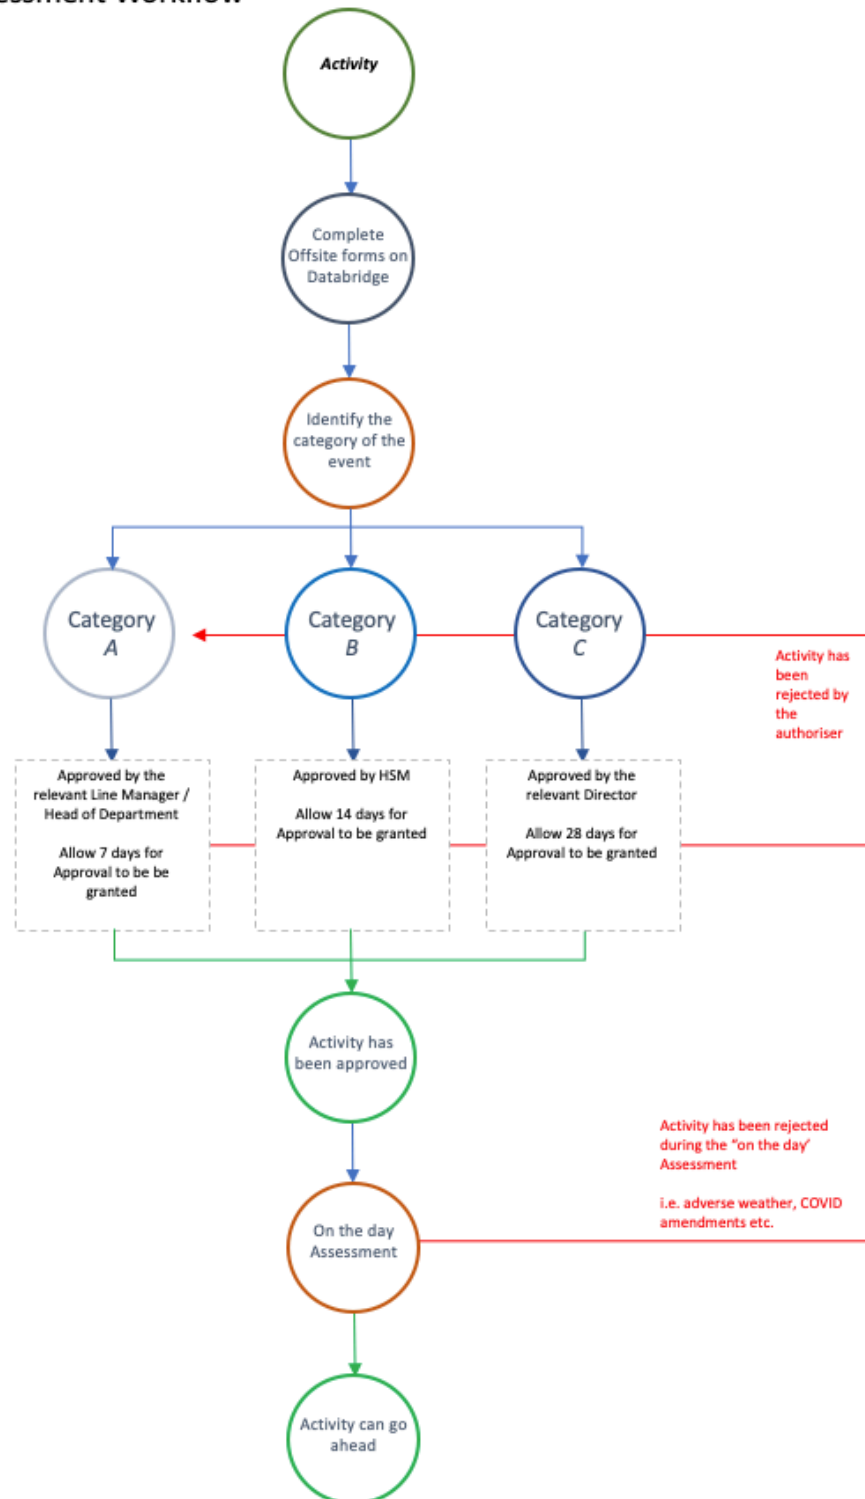 Activity
Complete
Offsite forms on
Databridge
Identify the
category of the
event
Category
A
Category
B
Category
C
Activity has
been
rejected by
the
authoriser
Approved by the
relevant Line Manager /
Head of Department
Allow 7 days for
Approval to be be
granted
Approved by HSM
Allow 14 days for
Approval to be granted
Approved by the
relevant Director
Allow 28 days for
Approval to be granted
Activity has
been approved
Activity has been rejected
during the “on the day’
Assessment
i.e. adverse weather, COVID
amendments etc.
On the day
Assessment
Activity can go
ahead